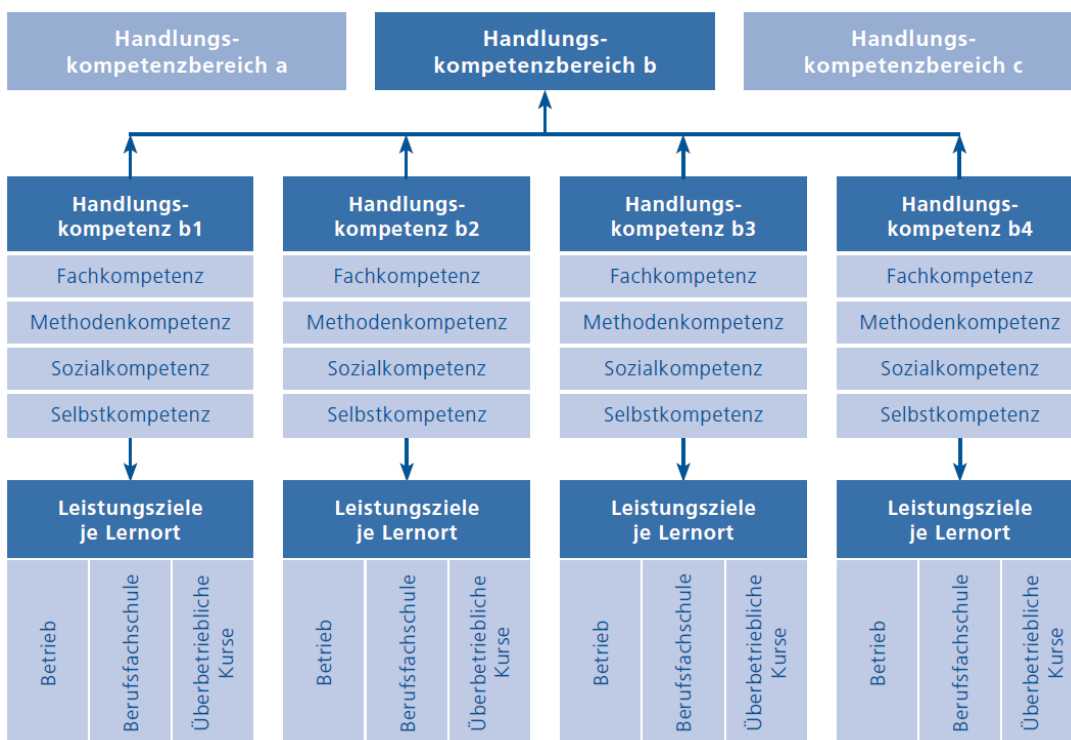 Handlungs-
kompetenzbereich a
Handlungs-
kompetenzbereich b
Handlungs-
kompetenzbereich c
Handlungs-
kompetenz b1
Fachkompetenz
Methodenkompetenz
Sozialkompetenz
Selbstkompetenz
Leistungsziele
je Lernort
Betrieb
Berufsfachschule
Überbetriebliche
Kurse
Handlungs-
kompetenz b2
Fachkompetenz
Methodenkompetenz
Sozialkompetenz
Selbstkompetenz
Leistungsziele
je Lernort
Betrieb
Berufsfachschule
Überbetriebliche
Kurse
Handlungs-
kompetenz b3
Fachkompetenz
Methodenkompetenz
Sozialkompetenz
Selbstkompetenz
Leistungsziele
je Lernort
Betrieb
Berufsfachschule
Überbetriebliche
Kurse
Handlungs-
kompetenz b4
Fachkompetenz
Methodenkompetenz
Sozialkompetenz
Selbstkompetenz
Leistungsziele
je Lernort
Betrieb
Berufsfachschule
Überbetriebliche
Kurse